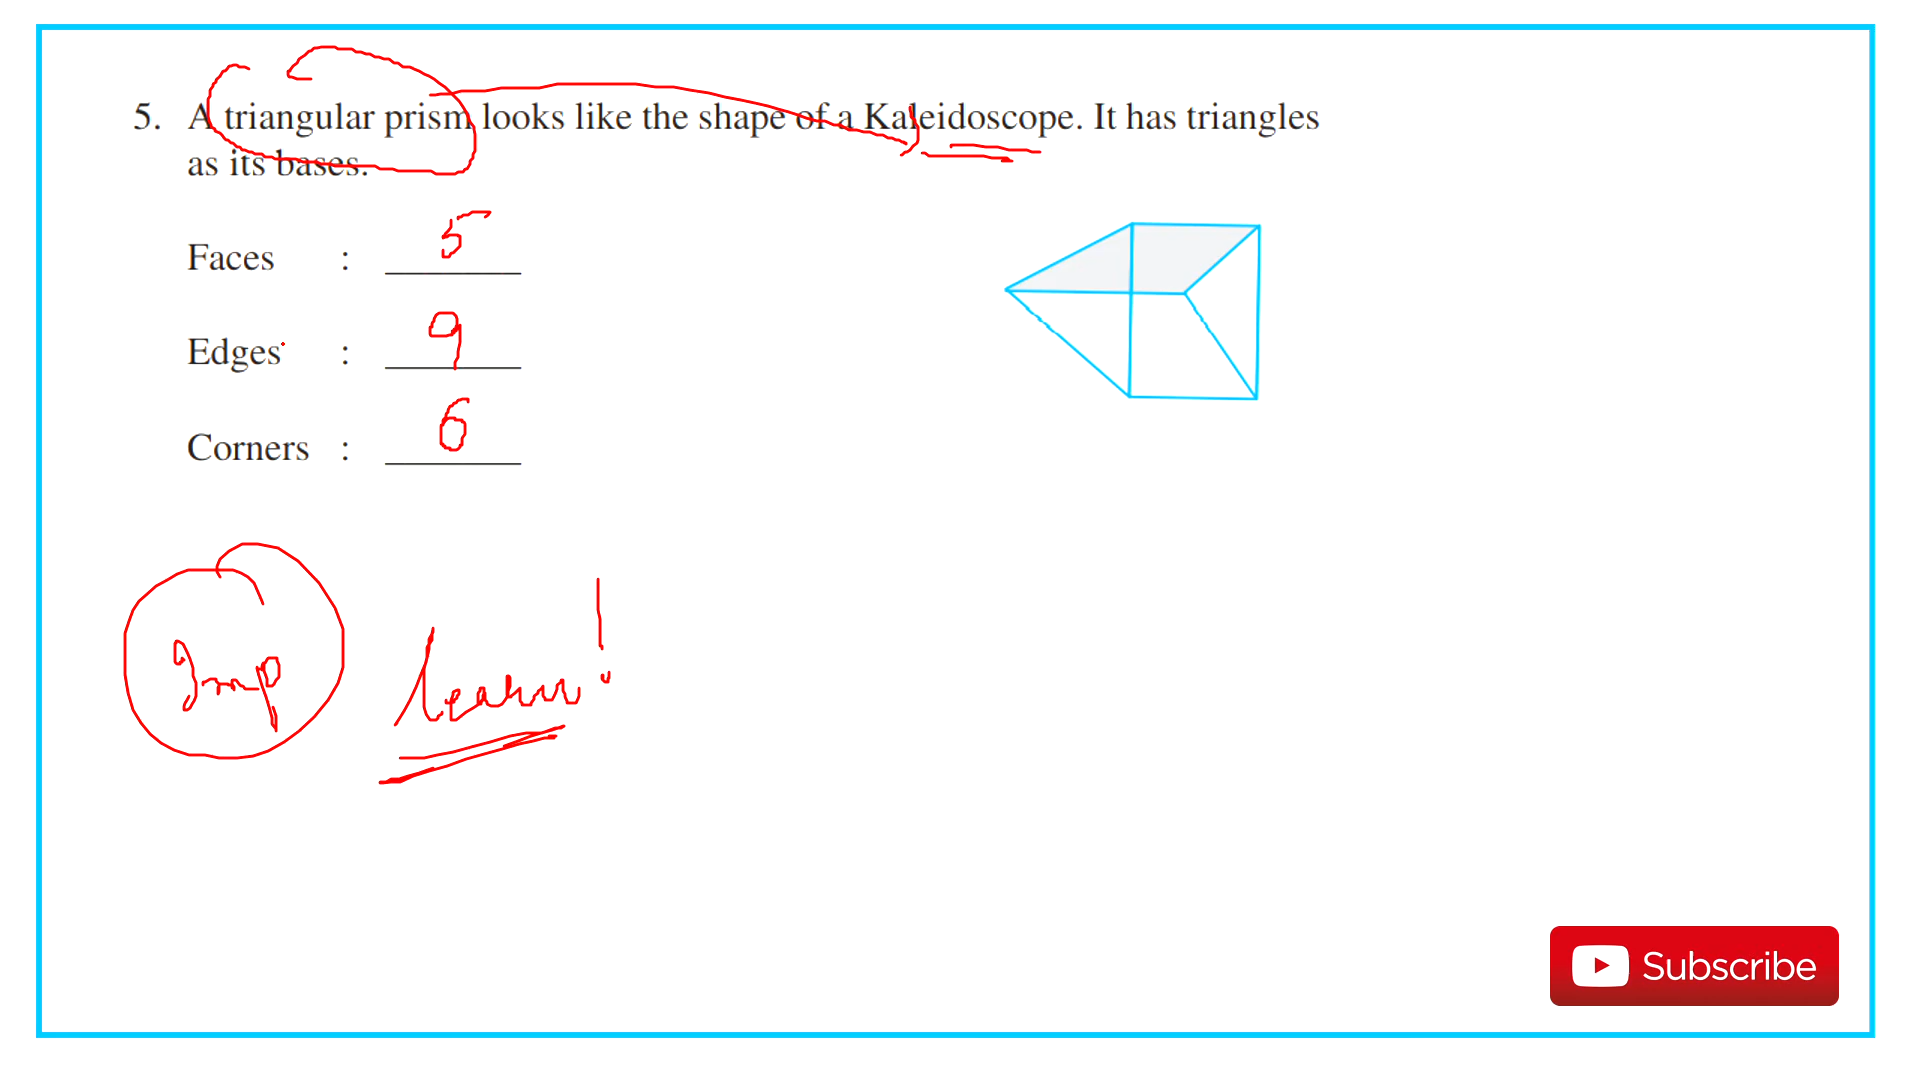 5. A triangular prism looks like the shape of a Kaleidoscope. It has triangles
as its bases.
Faces : 5
Edges : 9
Corners : 6
Imp
Learn!
Subscribe